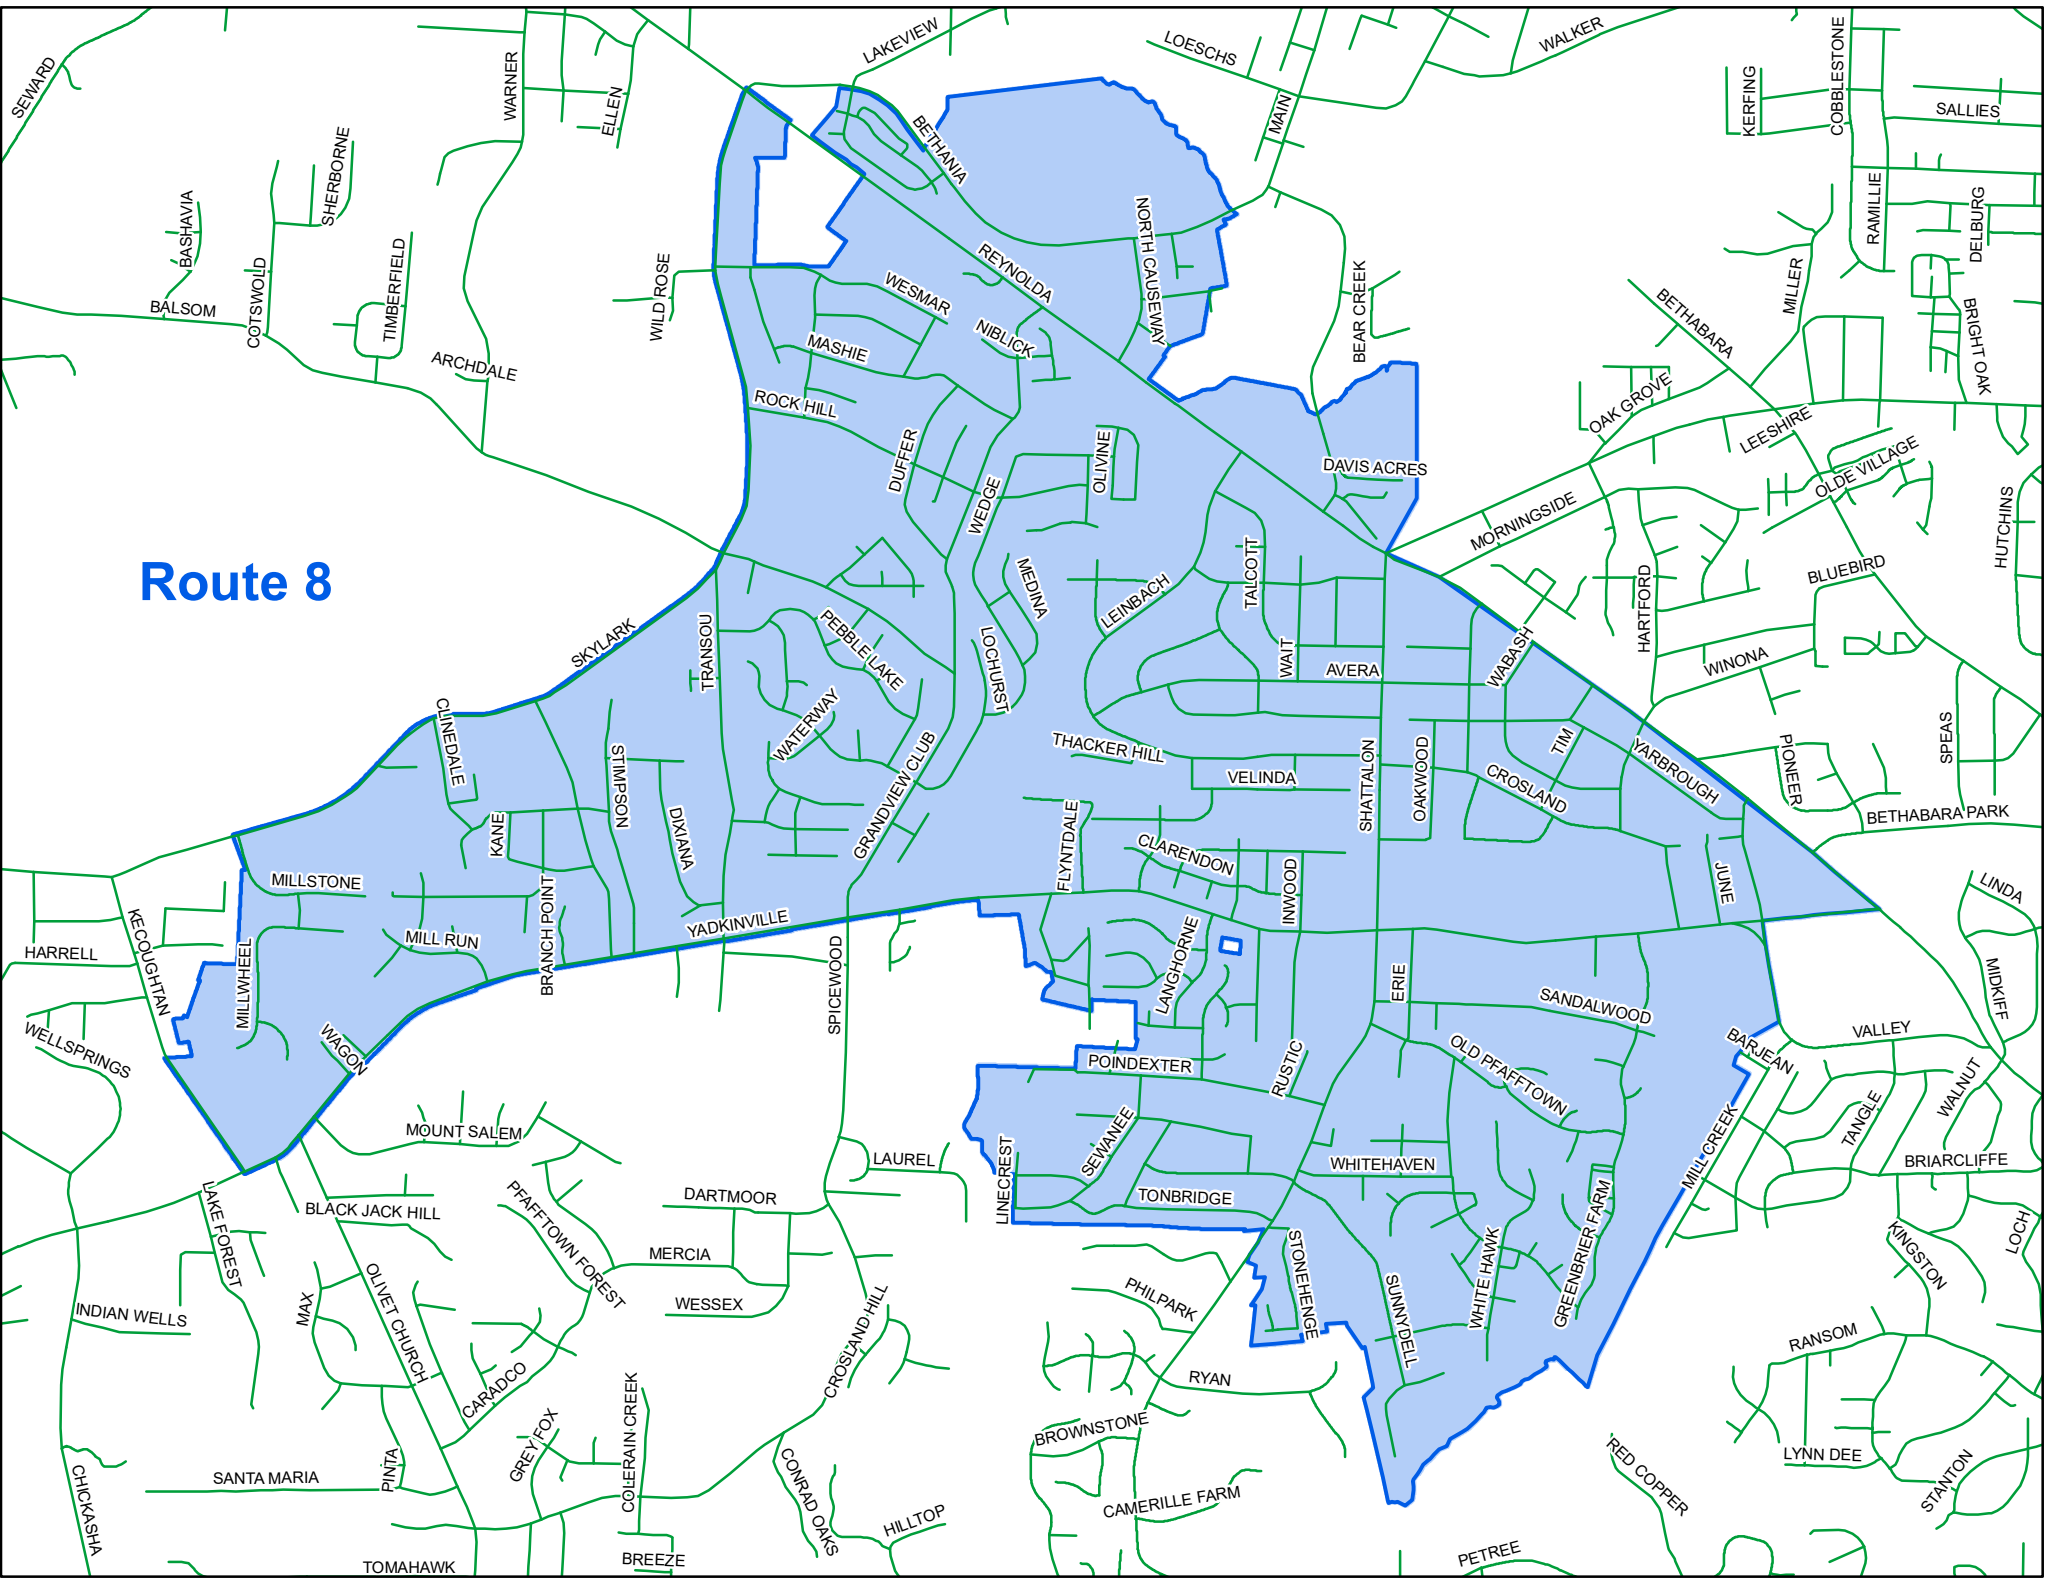 LAKEVIEW
LOESCHS
WALKER
COBBLESTONE
SEWARD
WARNER
ELLEN
MAIN
KERFING
SALLIES
SHERBORNE
BETHANIA
BASHAVIA
RAMILLIE
DELBURG
COTSWOLD
TIMBERFIELD
WILD ROSE
REYNOLDA
NORTH CAUSEWAY
BEAR CREEK
MILLER
BALSOM
WESMAR
NIBLICK
BETHABARA
BRIGHT OAK
ARCHDALE
MASHIE
ROCK HILL
OAK GROVE
LEESHIRE
DUFFER
OLIVINE
DAVIS ACRES
OLDE VILLAGE
WEDGE
MORNINGSIDE
HUTCHINS
Route 8
MEDINA
LEINBACH
TALCOTT
HARTFORD
BLUEBIRD
SKYLARK
TRANSOU
PEBBLE LAKE
LOCHURST
WAIT
AVERA
WABASH
WINONA
CLINEDALE
WATERWAY
STIMPSON
GRANDVIEW CLUB
THACKER HILL
VELINDA
SHATTALON
OAKWOOD
TIM
YARBROUGH
CROSLAND
PIONEER
SPEAS
BETHABARA PARK
KANE
DIXIANA
FLYNTDALE
CLARENDON
INWOOD
JUNE
MILLSTONE
LINDA
KECOUGHTAN
BRANCH POINT
YADKINVILLE
HARRELL
MILL RUN
MILLWHEEL
SPICEWOOD
LANGHORNE
ERIE
SANDALWOOD
MIDKIFF
WELLSPRINGS
WAGON
POINDEXTER
RUSTIC
OLD PFAFFTOWN
BARJEAN
VALLEY
WALNUT
TANGLE
MILL CREEK
MOUNT SALEM
LAUREL
LINECREST
SEWANEE
WHITEHAVEN
BRIARCLIFFE
LAKE FOREST
BLACK JACK HILL
PFAFFTOWN FOREST
DARTMOOR
TONBRIDGE
GREENBRIER FARM
KINGSTON
LOCH
MERCIA
STONEHENGE
WHITE HAWK
SUNNYDELL
OLIVET CHURCH
MAX
INDIAN WELLS
WESSEX
PHILPARK
CROSLAND HILL
RANSOM
CARADCO
RYAN
COLERAIN CREEK
GREY FOX
BROWNSTONE
CHICKASHA
SANTA MARIA
PINTA
CONRAD OAKS
HILLTOP
CAMERILLE FARM
RED COPPER
LYNN DEE
STANTON
TOMAHAWK
BREEZE
PETREE